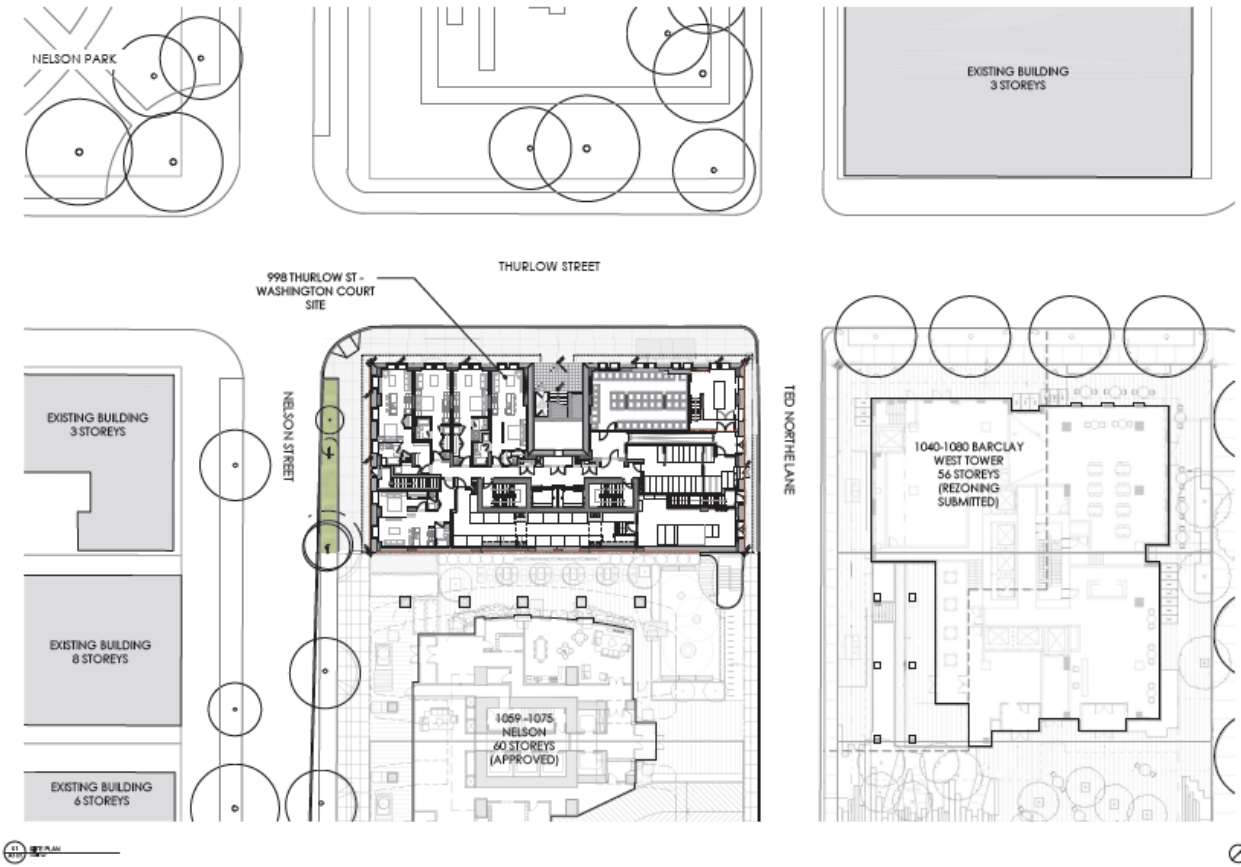 NELSON PARK
EXISTING BUILDING
3 STOREYS
THURLOW STREET
998 THURLOW ST -
WASHINGTON COURT
SITE
EXISTING BUILDING
3 STOREYS
NELSON STREET
TED NORTHE LANE
1040-1080 BARCLAY
WEST TOWER
56 STOREYS
(REZONING
SUBMITTED)
EXISTING BUILDING
8 STOREYS
1059 -1075
NELSON
60 STOREYS
(APPROVED)
EXISTING BUILDING
6 STOREYS
SITE PLAN